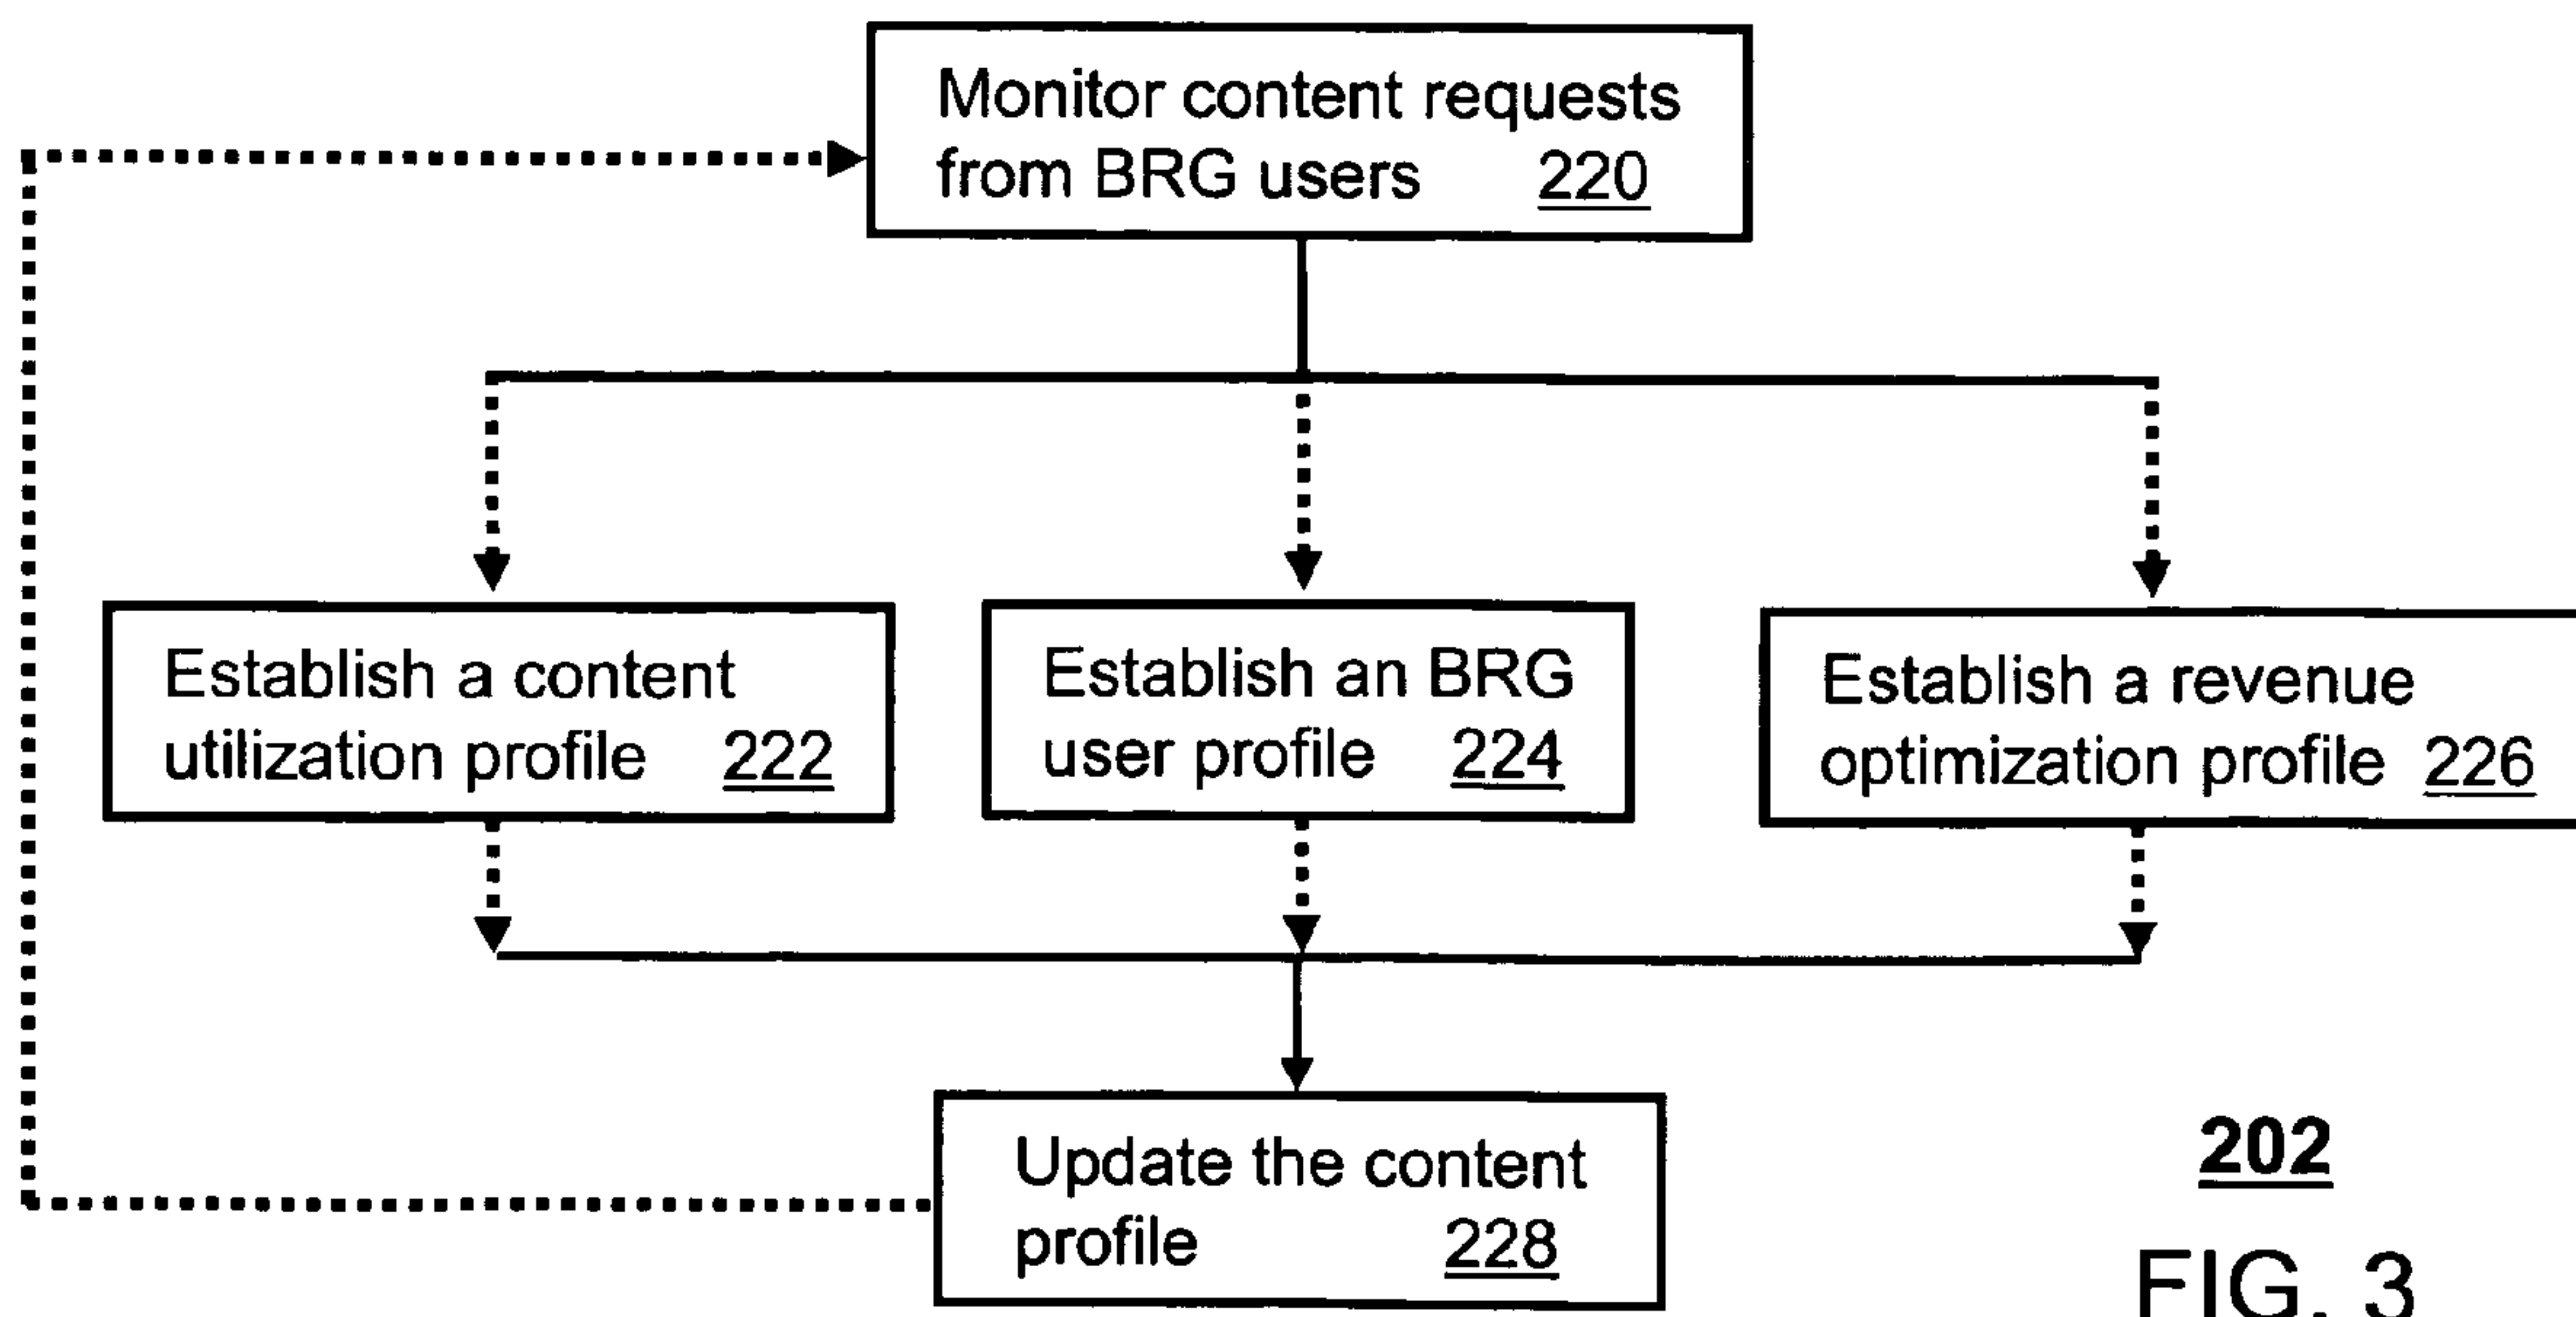 Monitor content requests
from BRG users 220
Establish a content
utilization profile 222
Establish an BRG
user profile 224
Establish a revenue
optimization profile 226
Update the content
profile 228
202
FIG. 3